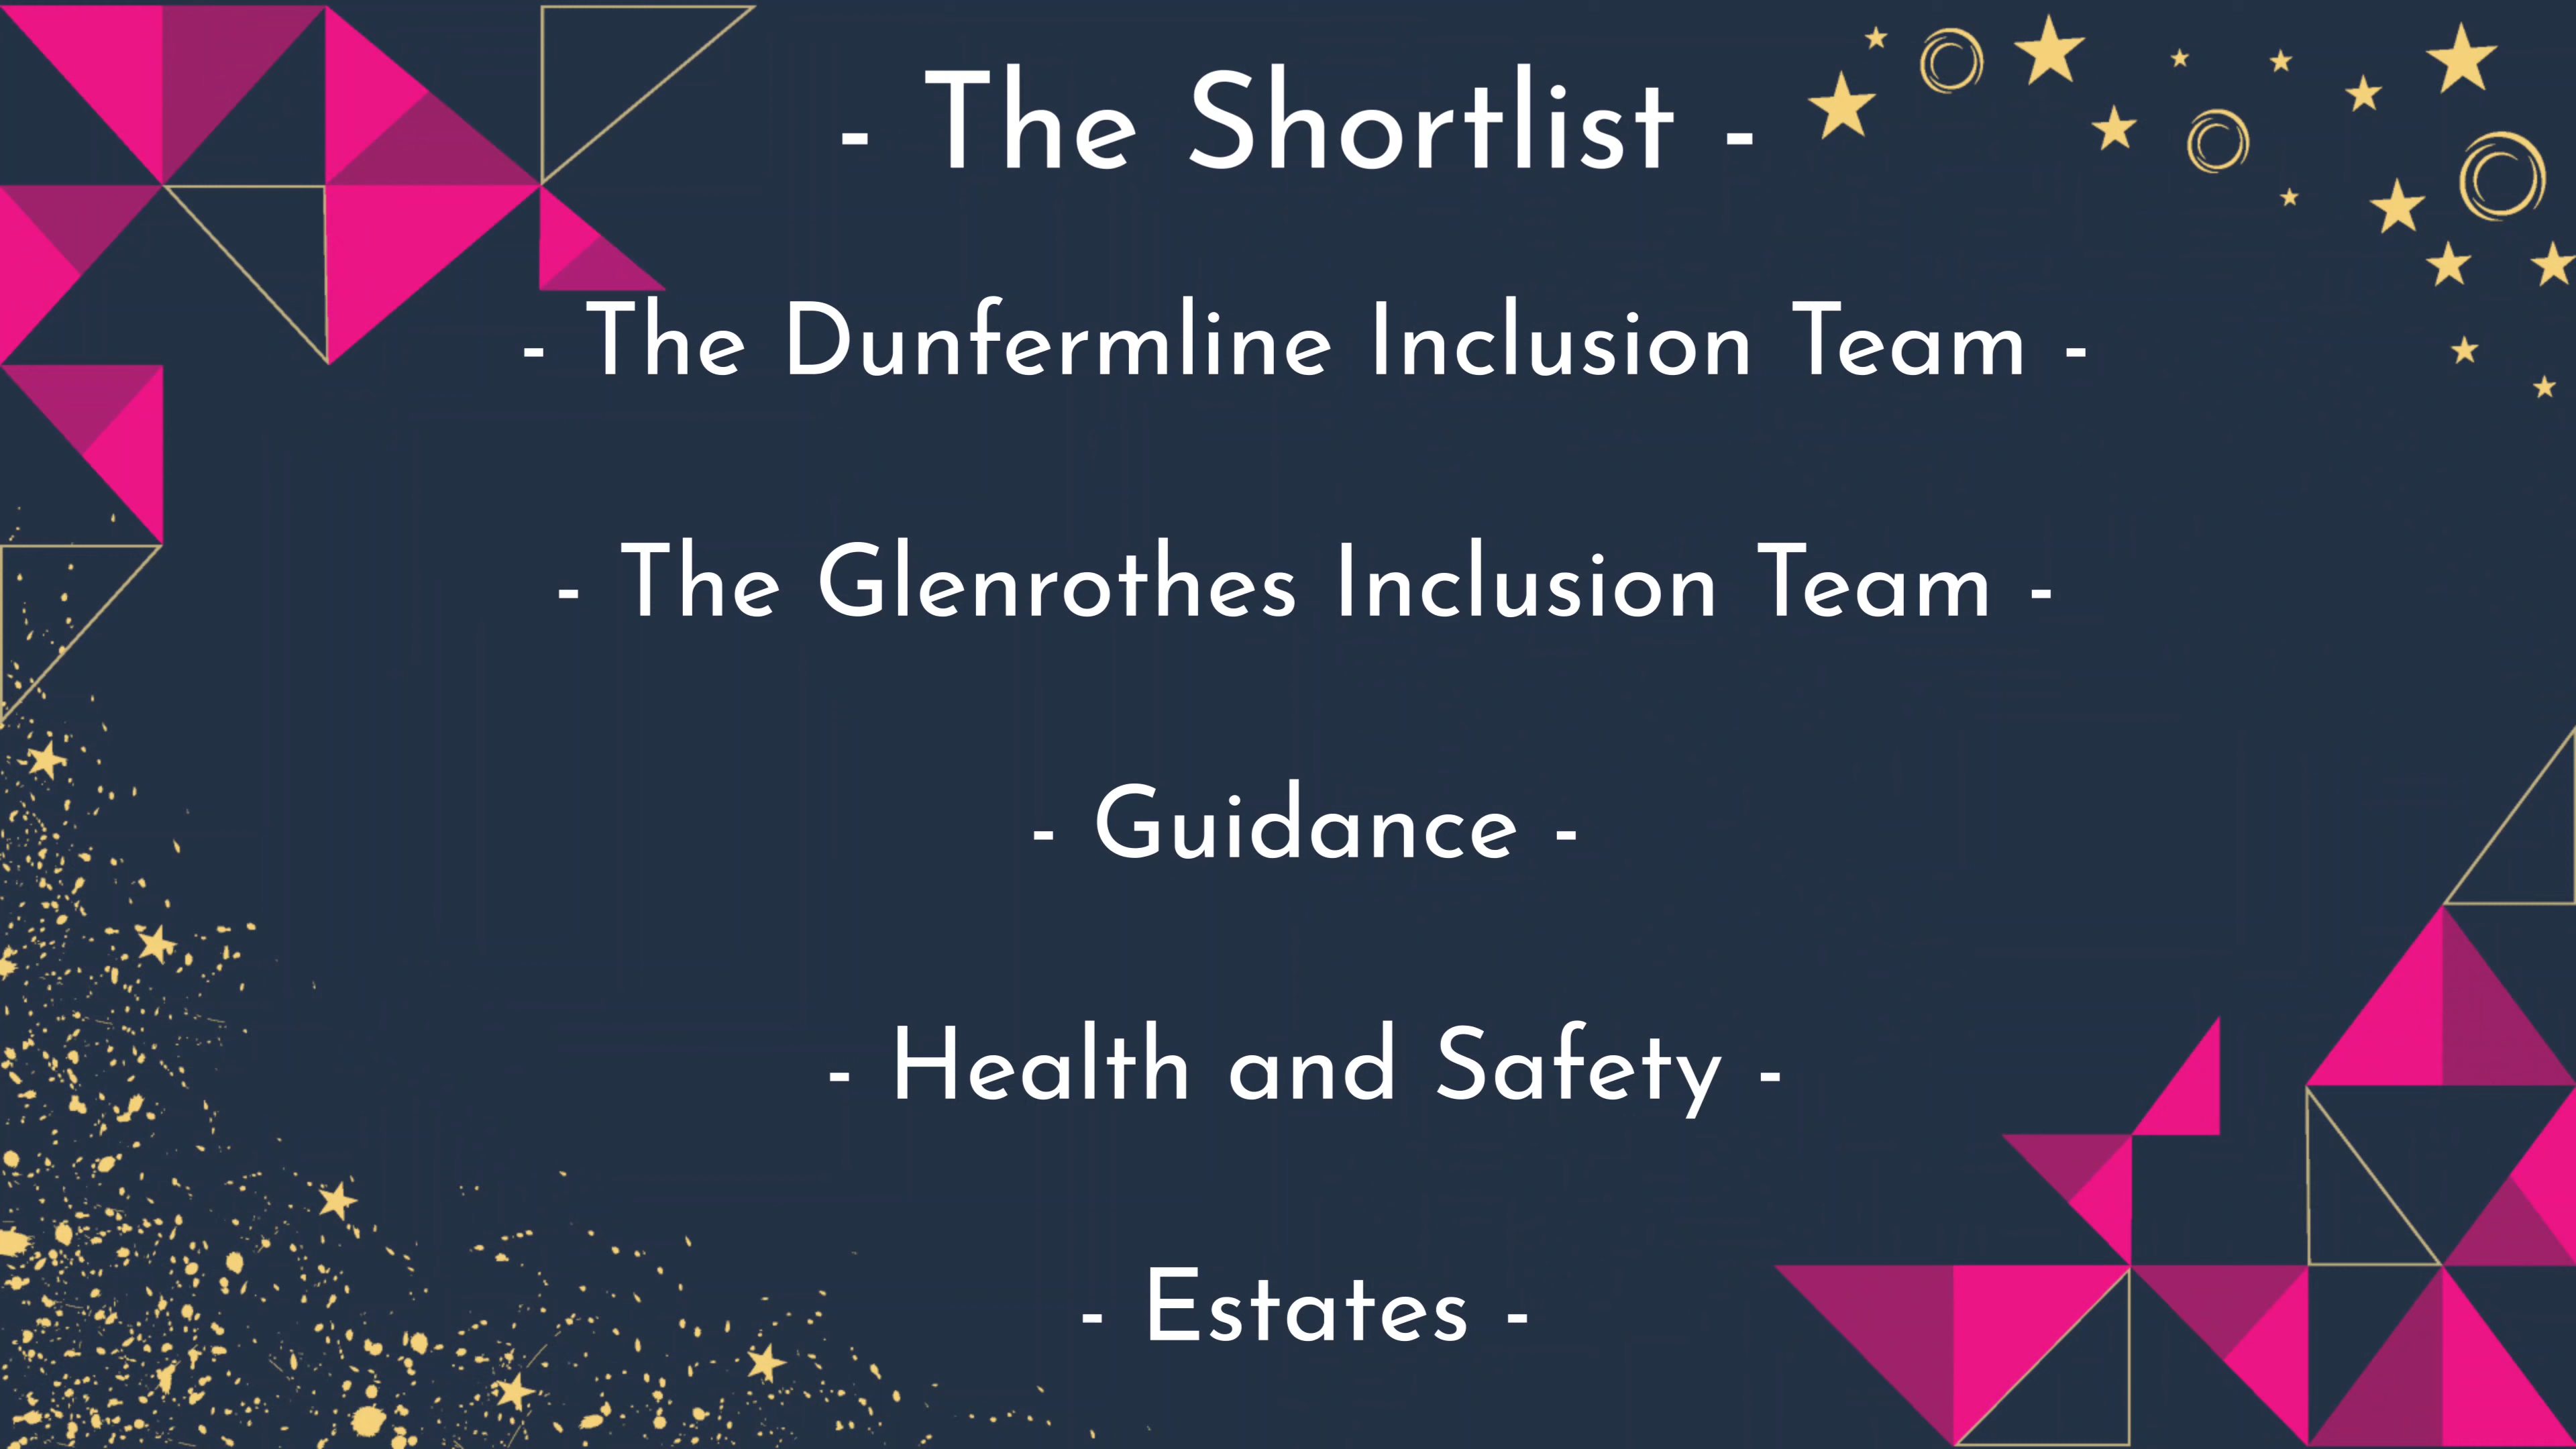 - The Shortlist -
- The Dunfermline Inclusion Team -
- The Glenrothes Inclusion Team -
- Guidance -
- Health and Safety -
- Estates -